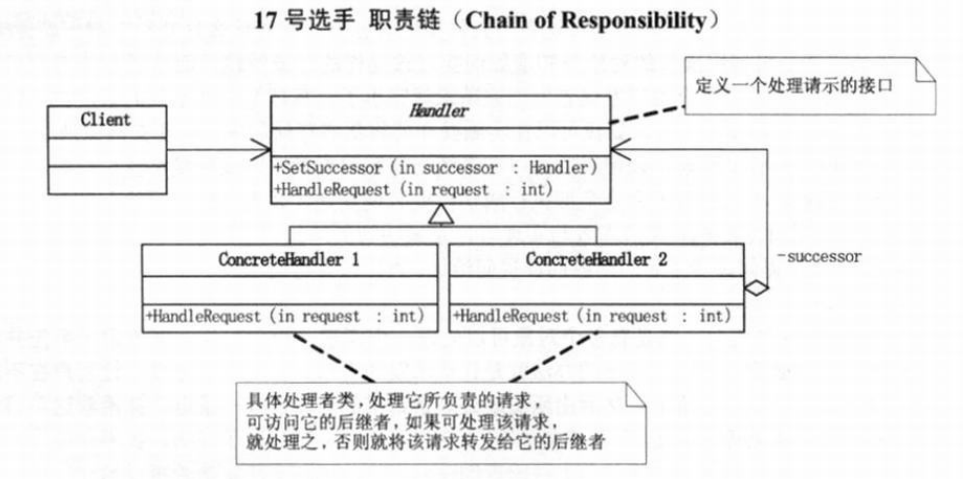 17 号选手 职责链（Chain of Responsibility）
定义一个处理请示的接口
Client
Handler
+SetSuccessor (in successor : Handler)
+HandleRequest (in request : int)
ConcreteHandler 1
ConcreteHandler 2
-successor
+HandleRequest (in request : int)
+HandleRequest (in request : int)
具体处理者类，处理它所负责的请求，
可访问它的后继者，如果可处理该请求，
就处理之，否则就将该请求转发给它的后继者